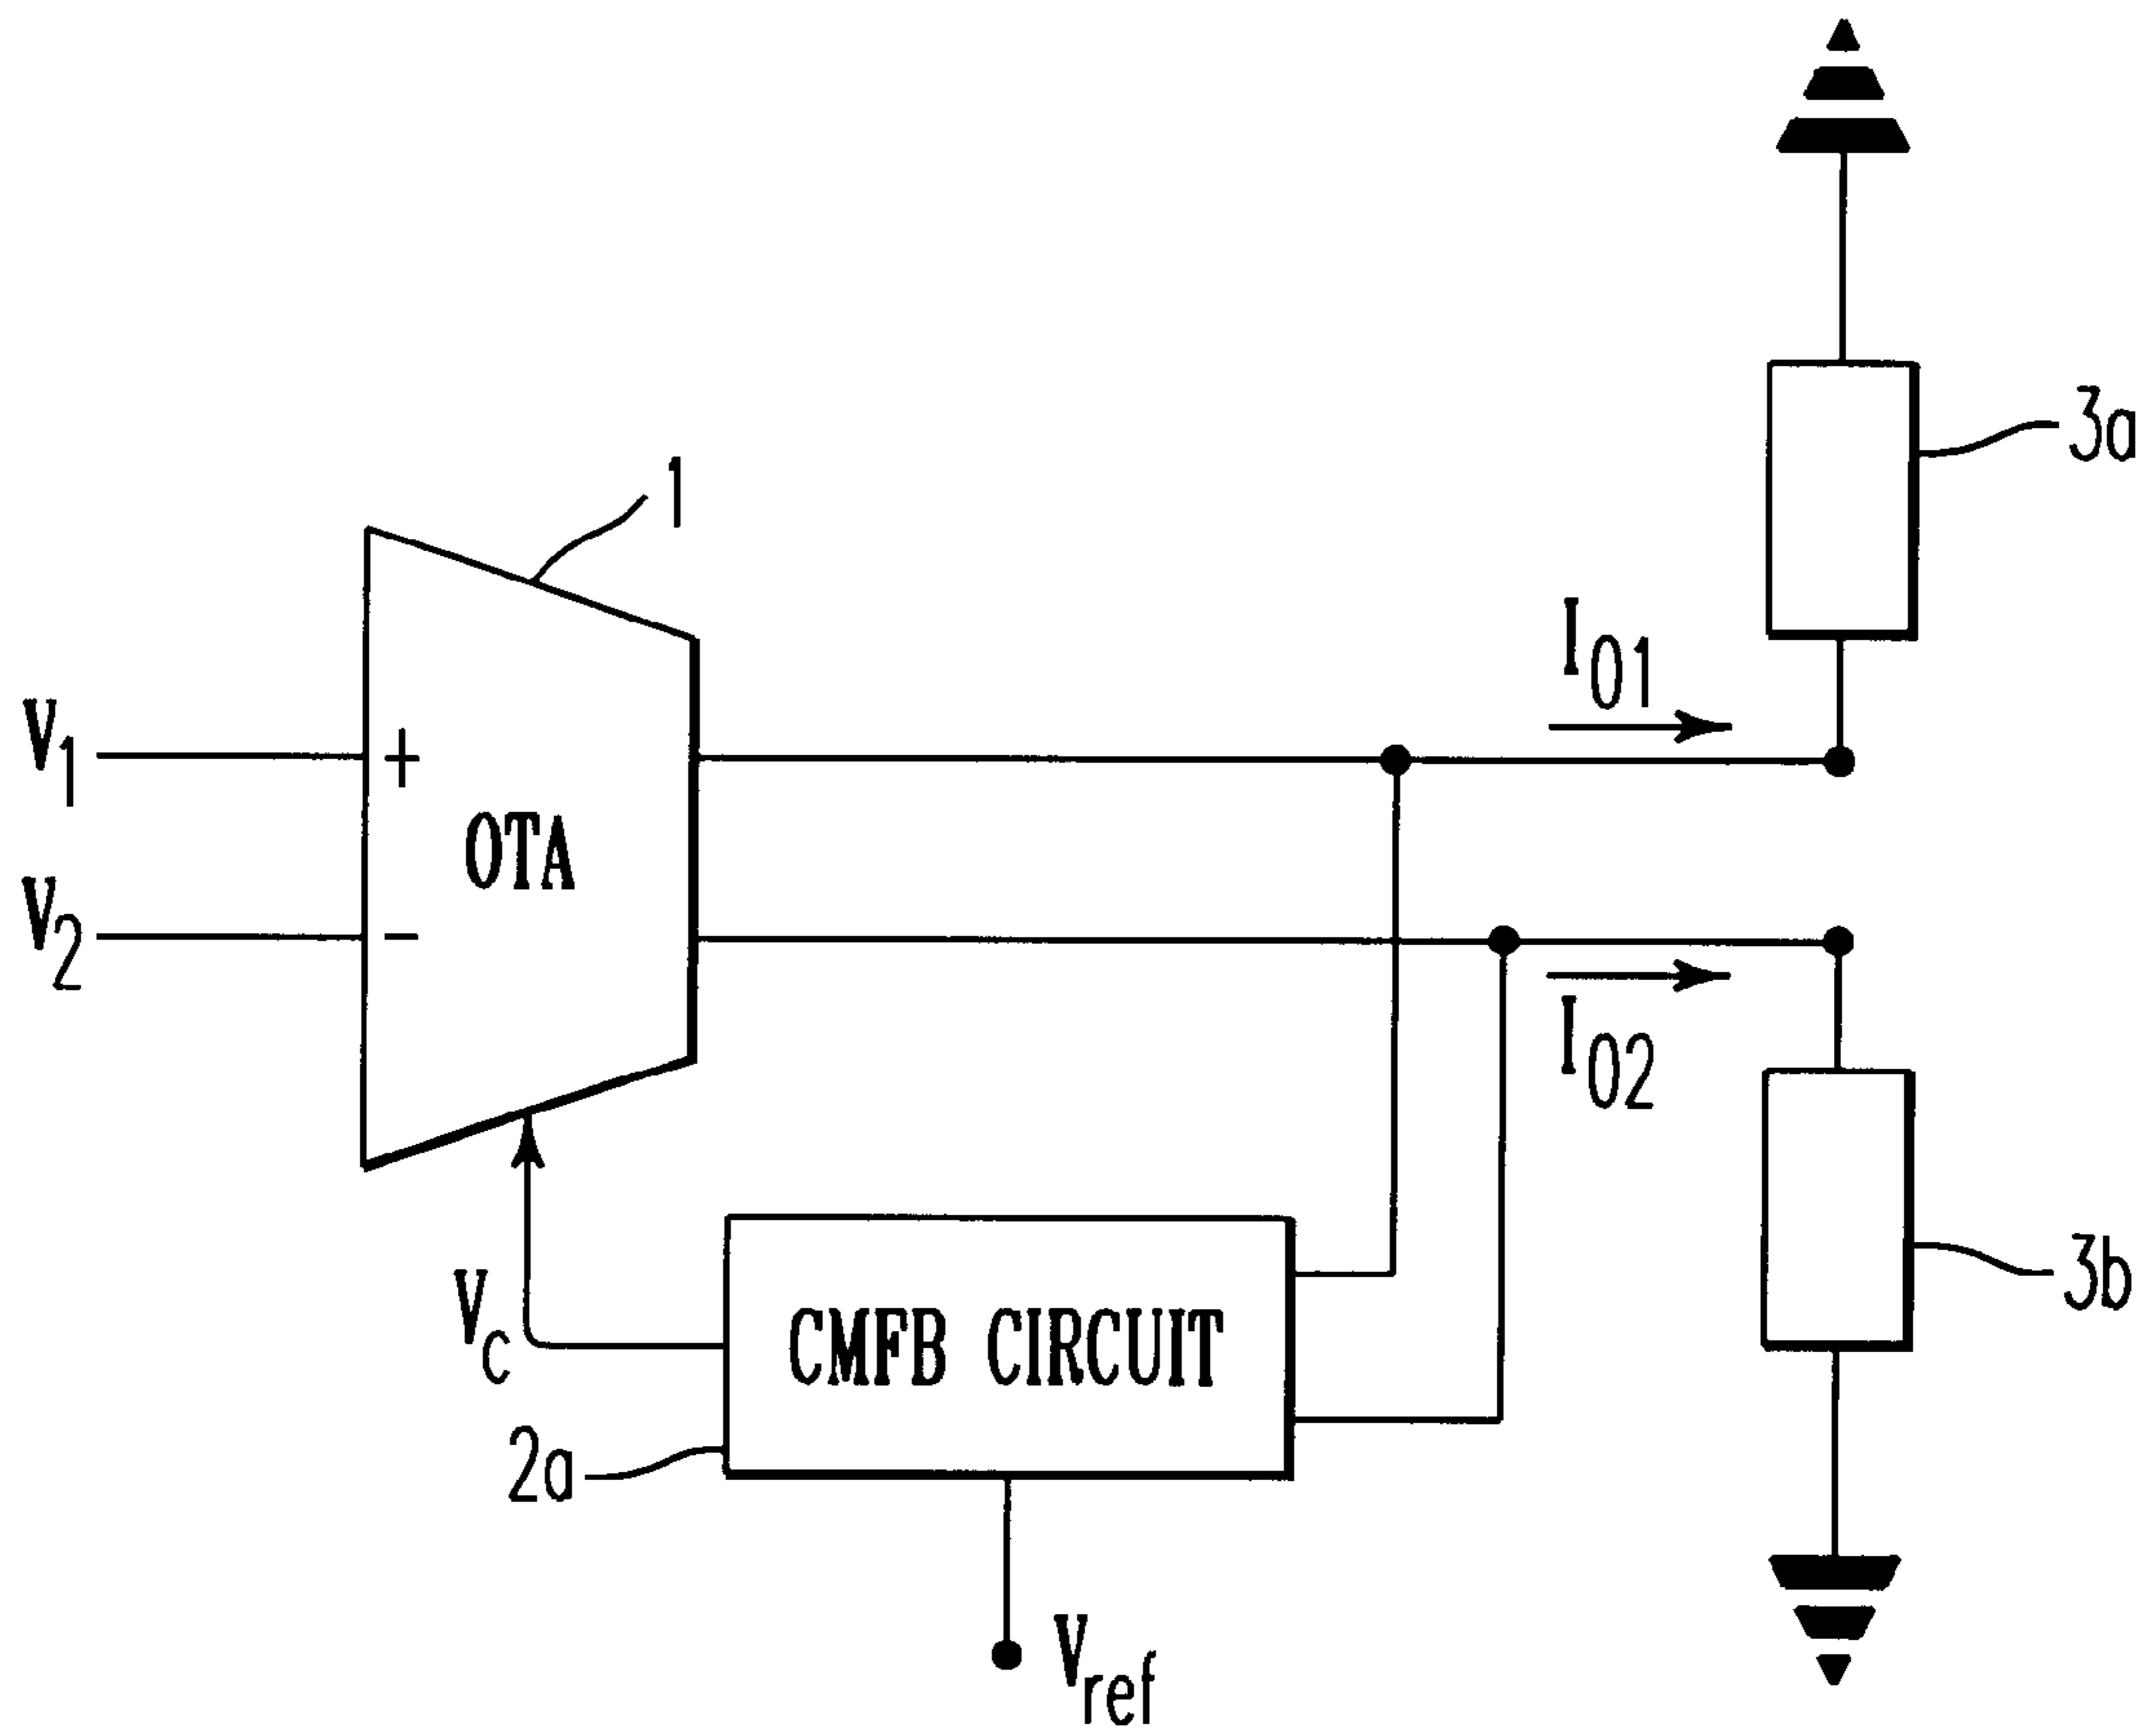 3a
1
I01
V1
+
OTA
V2
−
I02
3b
VC
CMFB CIRCUIT
2a
Vref